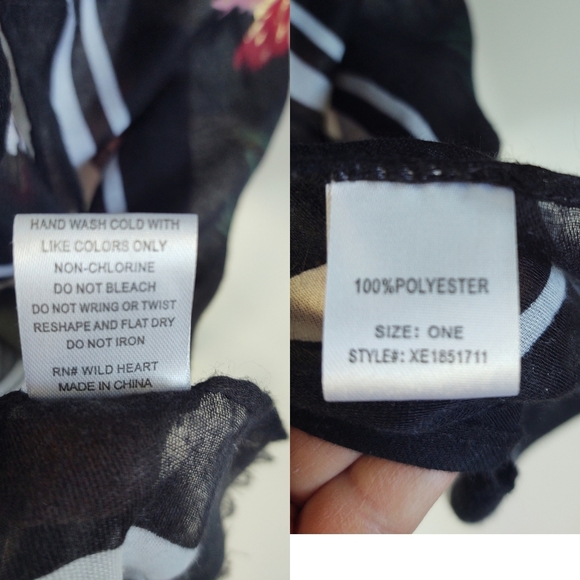 HAND WASH COLD WITH
LIKE COLORS ONLY
NON-CHLORINE
DO NOT BLEACH
DO NOT WRING OR TWIST
RESHAPE AND FLAT DRY
DO NOT IRON
RN# WILD HEART
MADE IN CHINA
100%POLYESTER
SIZE: ONE
STYLE#: XE1851711